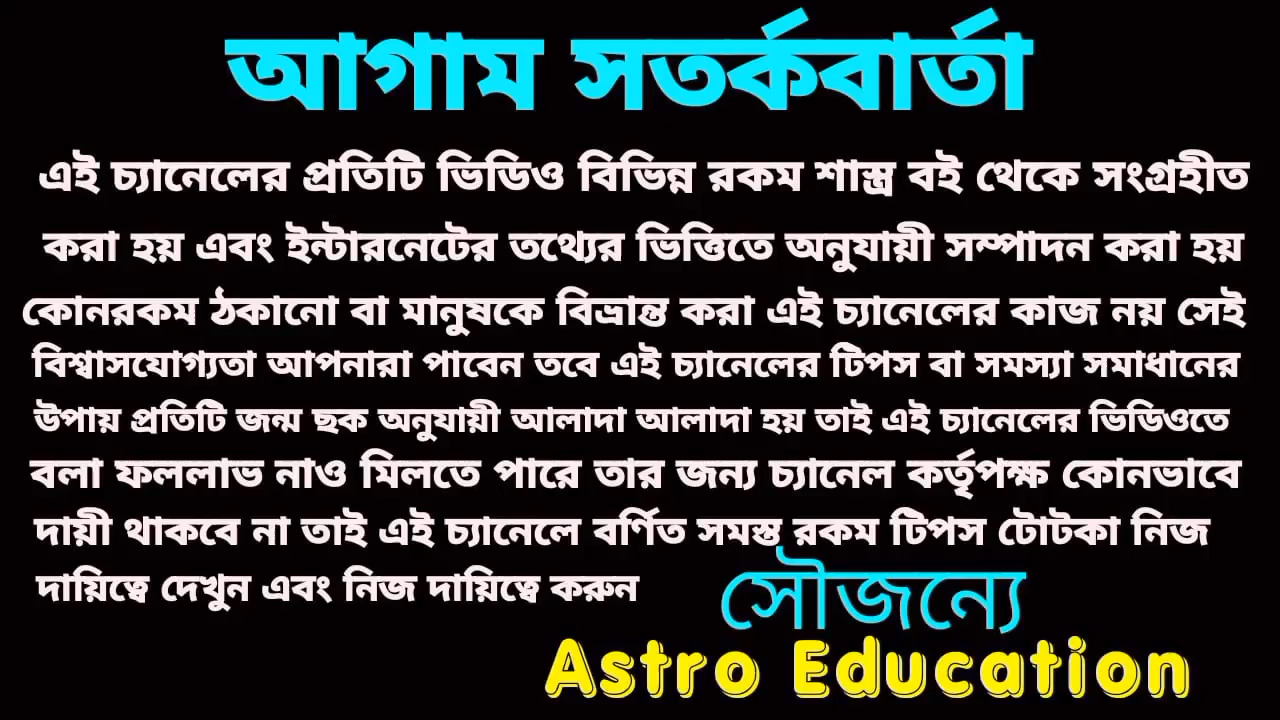 আগাম সতর্কবার্তা
এই চ্যানেলের প্রতিটি ভিডিও বিভিন্ন রকম শাস্ত্র বই থেকে সংগ্রহীত
করা হয় এবং ইন্টারনেটের তথ্যের ভিত্তিতে অনুযায়ী সম্পাদন করা হয়
কোনরকম ঠকানো বা মানুষকে বিভ্রান্ত করা এই চ্যানেলের কাজ নয় সেই
বিশ্বাসযোগ্যতা আপনারা পাবেন তবে এই চ্যানেলের টিপস বা সমস্যা সমাধানের
উপায় প্রতিটি জন্ম ছক অনুযায়ী আলাদা আলাদা হয় তাই এই চ্যানেলের ভিডিওতে
বলা ফললাভ নাও মিলতে পারে তার জন্য চ্যানেল কর্তৃপক্ষ কোনভাবে
দায়ী থাকবে না তাই এই চ্যানেলে বর্ণিত সমস্ত রকম টিপস টোটকা নিজ
দায়িত্বে দেখুন এবং নিজ দায়িত্বে করুন
সৌজন্যে
Astro Education